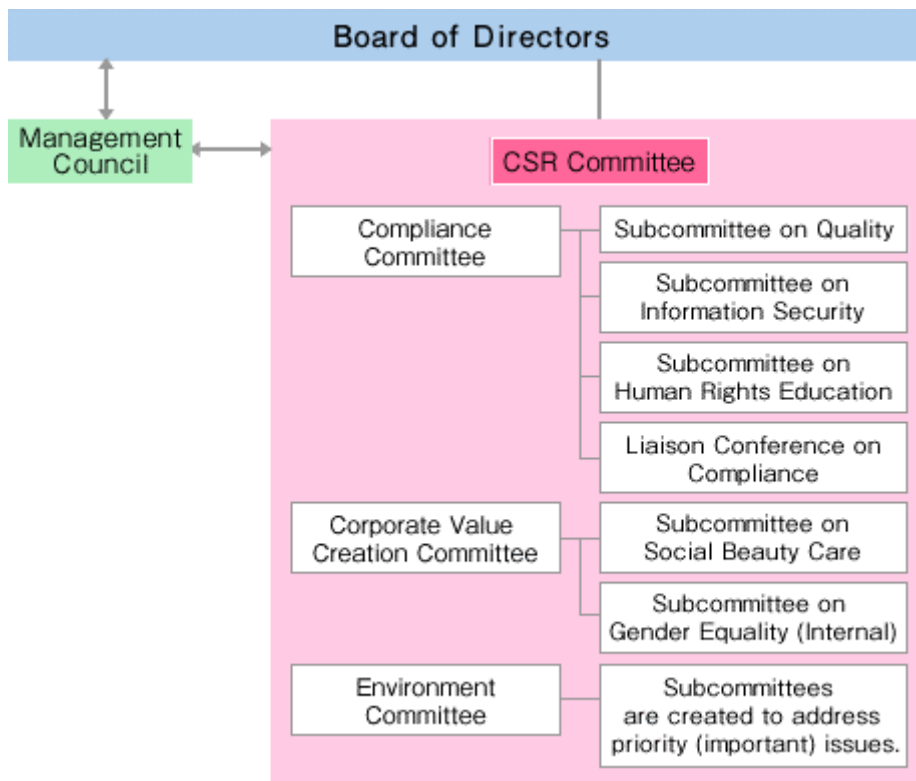 Board of Directors
Management
Council
CSR Committee
Compliance
Committee
Subcommittee on Quality
Subcommittee on
Information Security
Subcommittee on
Human Rights Education
Liaison Conference on
Compliance
Corporate Value
Creation Committee
Subcommittee on
Social Beauty Care
Subcommittee on
Gender Equality (Internal)
Environment
Committee
Subcommittees
are created to address
priority (important) issues.